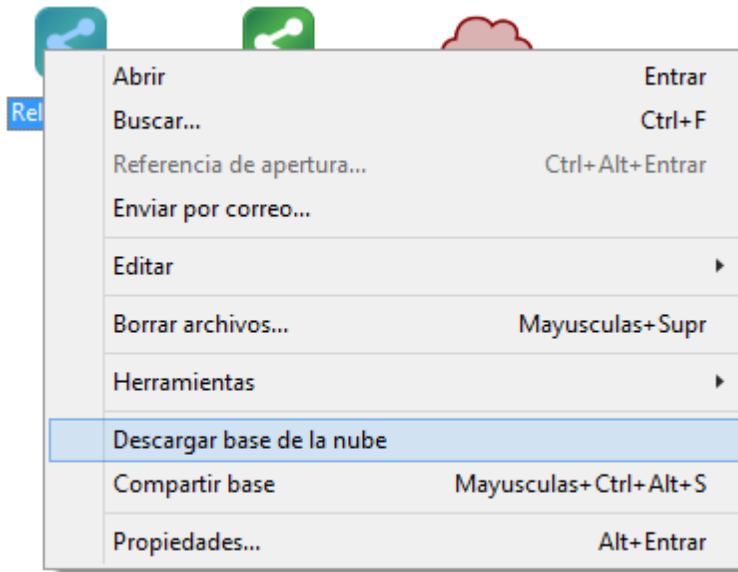 Rel
Abrir Entrar
Buscar... Ctrl+F
Referencia de apertura... Ctrl+Alt+Entrar
Enviar por correo...
Editar
Borrar archivos... Mayusculas+Supr
Herramientas
Descargar base de la nube
Compartir base Mayusculas+Ctrl+Alt+S
Propiedades... Alt+Entrar